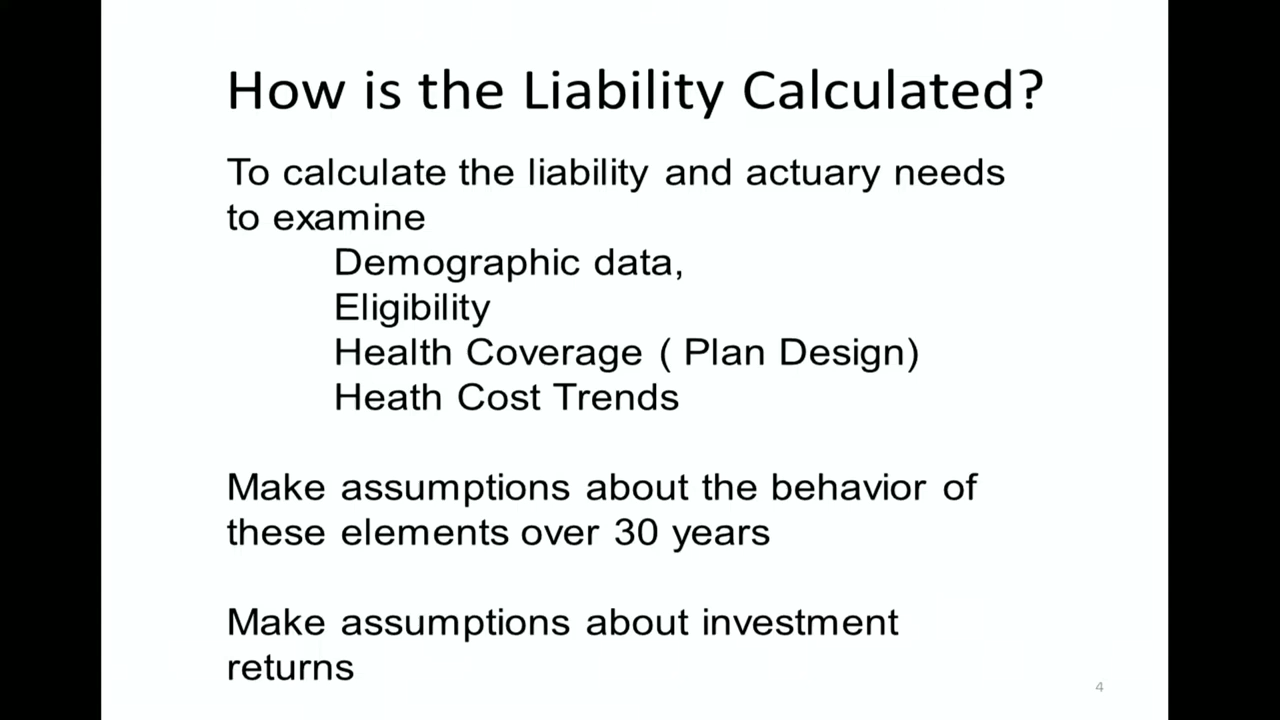 How is the Liability Calculated?
To calculate the liability and actuary needs
to examine
Demographic data,
Eligibility
Health Coverage ( Plan Design)
Heath Cost Trends
Make assumptions about the behavior of
these elements over 30 years
Make assumptions about investment
returns
4